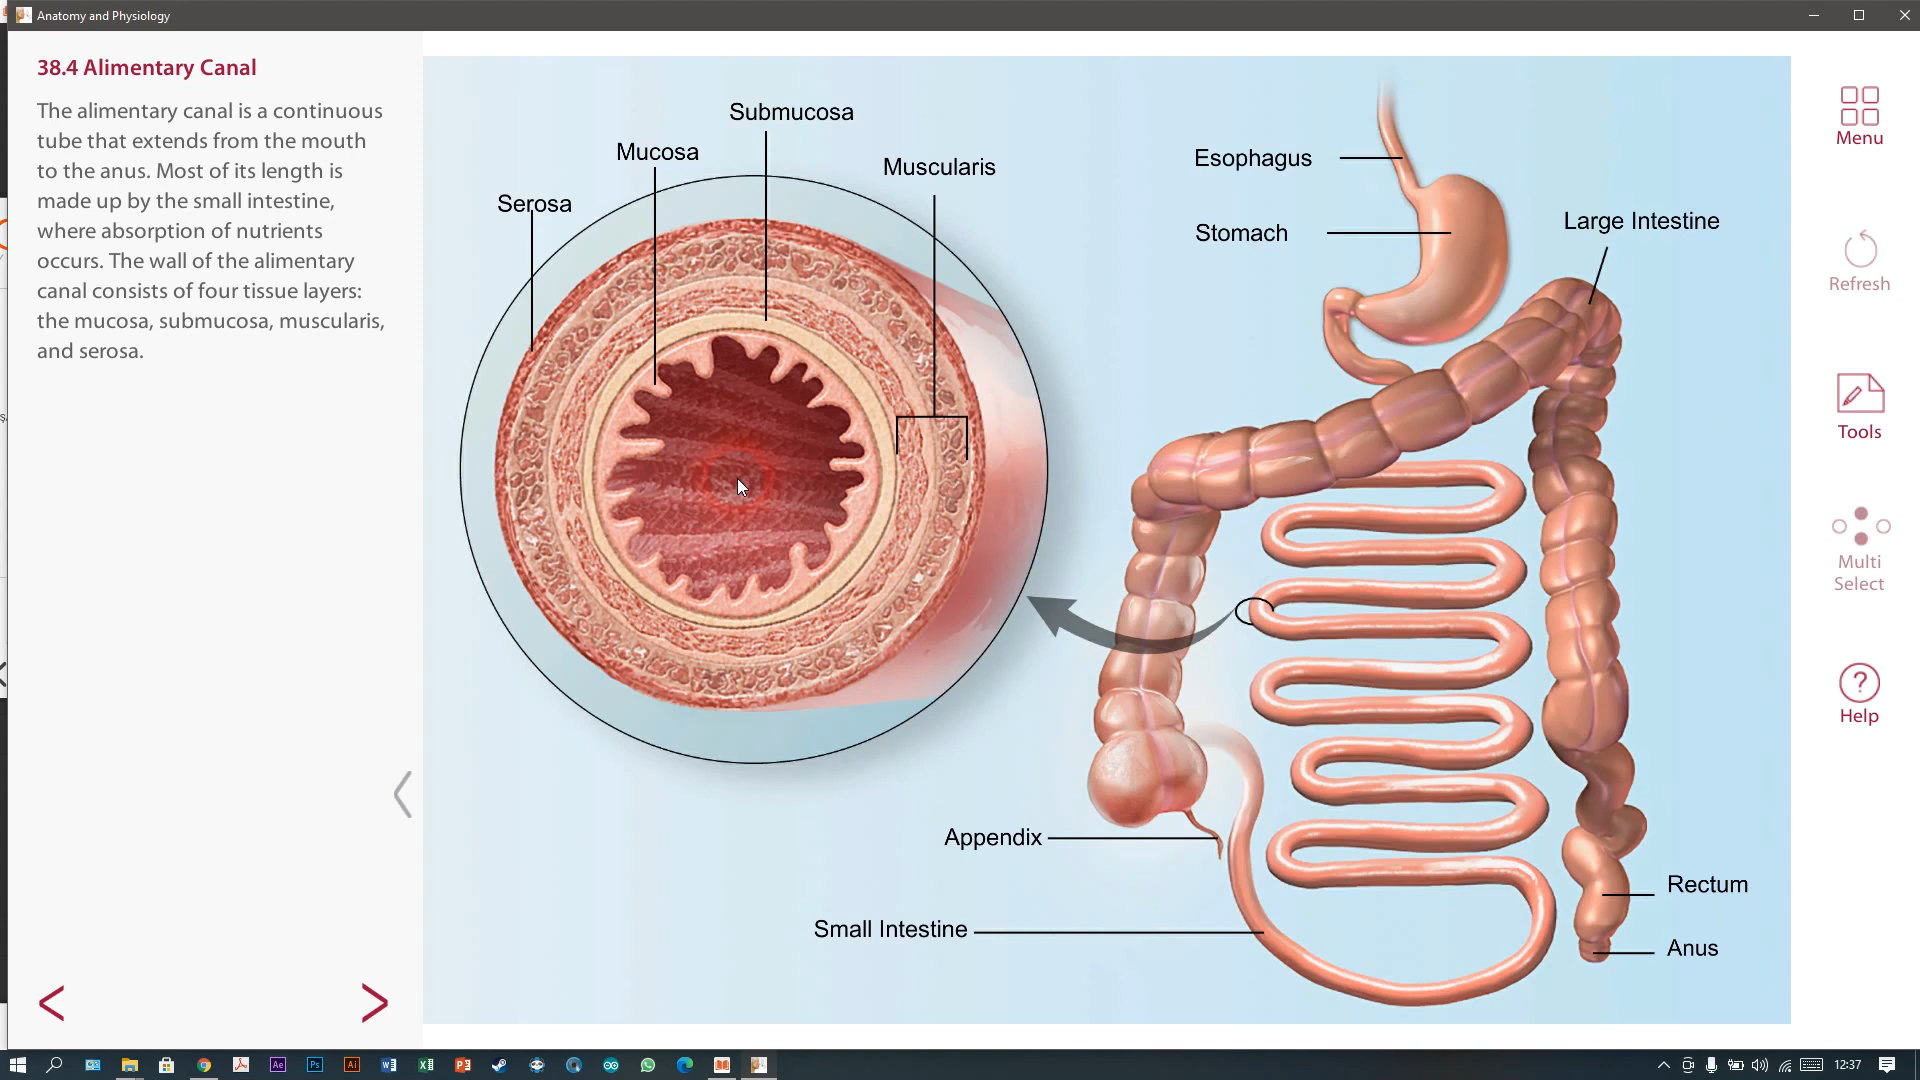 Anatomy and Physiology
38.4 Alimentary Canal
The alimentary canal is a continuous
tube that extends from the mouth
to the anus. Most of its length is
made up by the small intestine,
where absorption of nutrients
occurs. The wall of the alimentary
canal consists of four tissue layers:
the mucosa, submucosa, muscularis,
and serosa.
Submucosa
Mucosa
Muscularis
Serosa
Esophagus
Stomach
Large Intestine
Appendix
Small Intestine
Rectum
Anus
Menu
Refresh
Tools
Multi
Select
Help
Ae
Ps
Ai
12:37